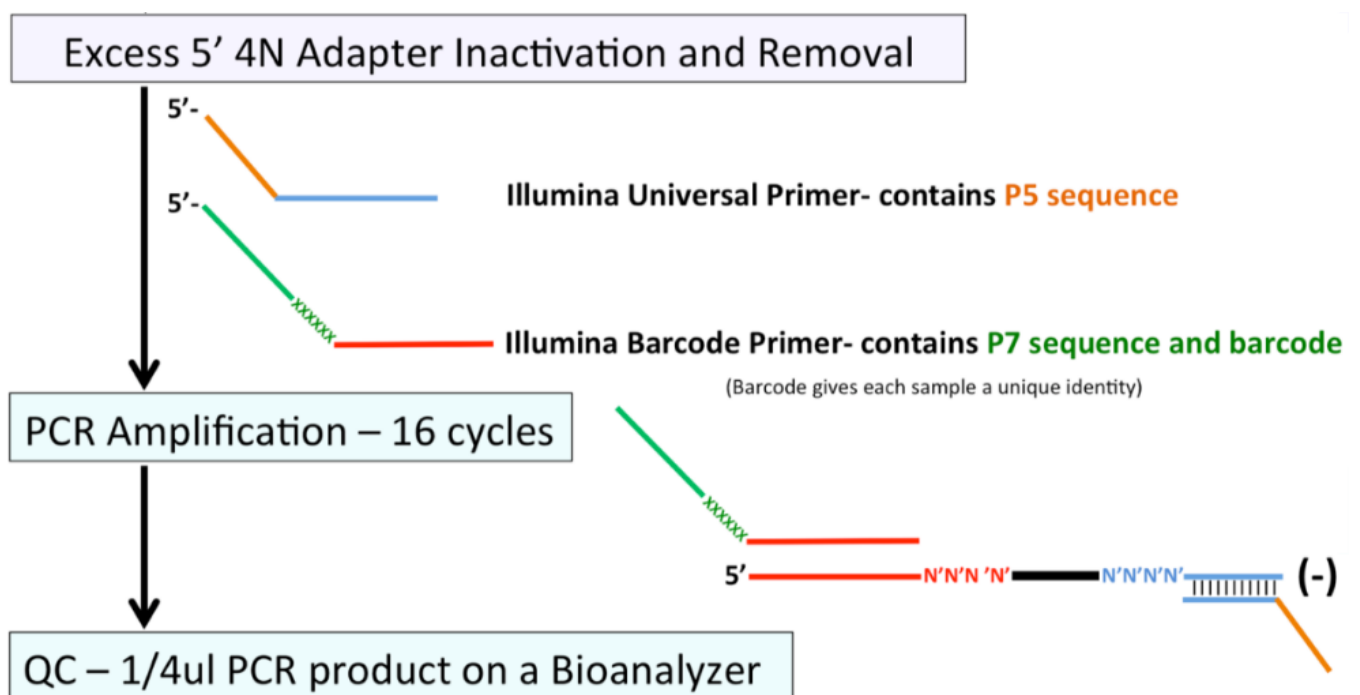 Excess 5’ 4N Adapter Inactivation and Removal
5’-
5’-
Illumina Universal Primer- contains P5 sequence
XXXXXX
Illumina Barcode Primer- contains P7 sequence and barcode
(Barcode gives each sample a unique identity)
PCR Amplification – 16 cycles
XXXXXX
5’ N’N’N ’N’ N’N’N’N’ (-)
QC – 1/4ul PCR product on a Bioanalyzer